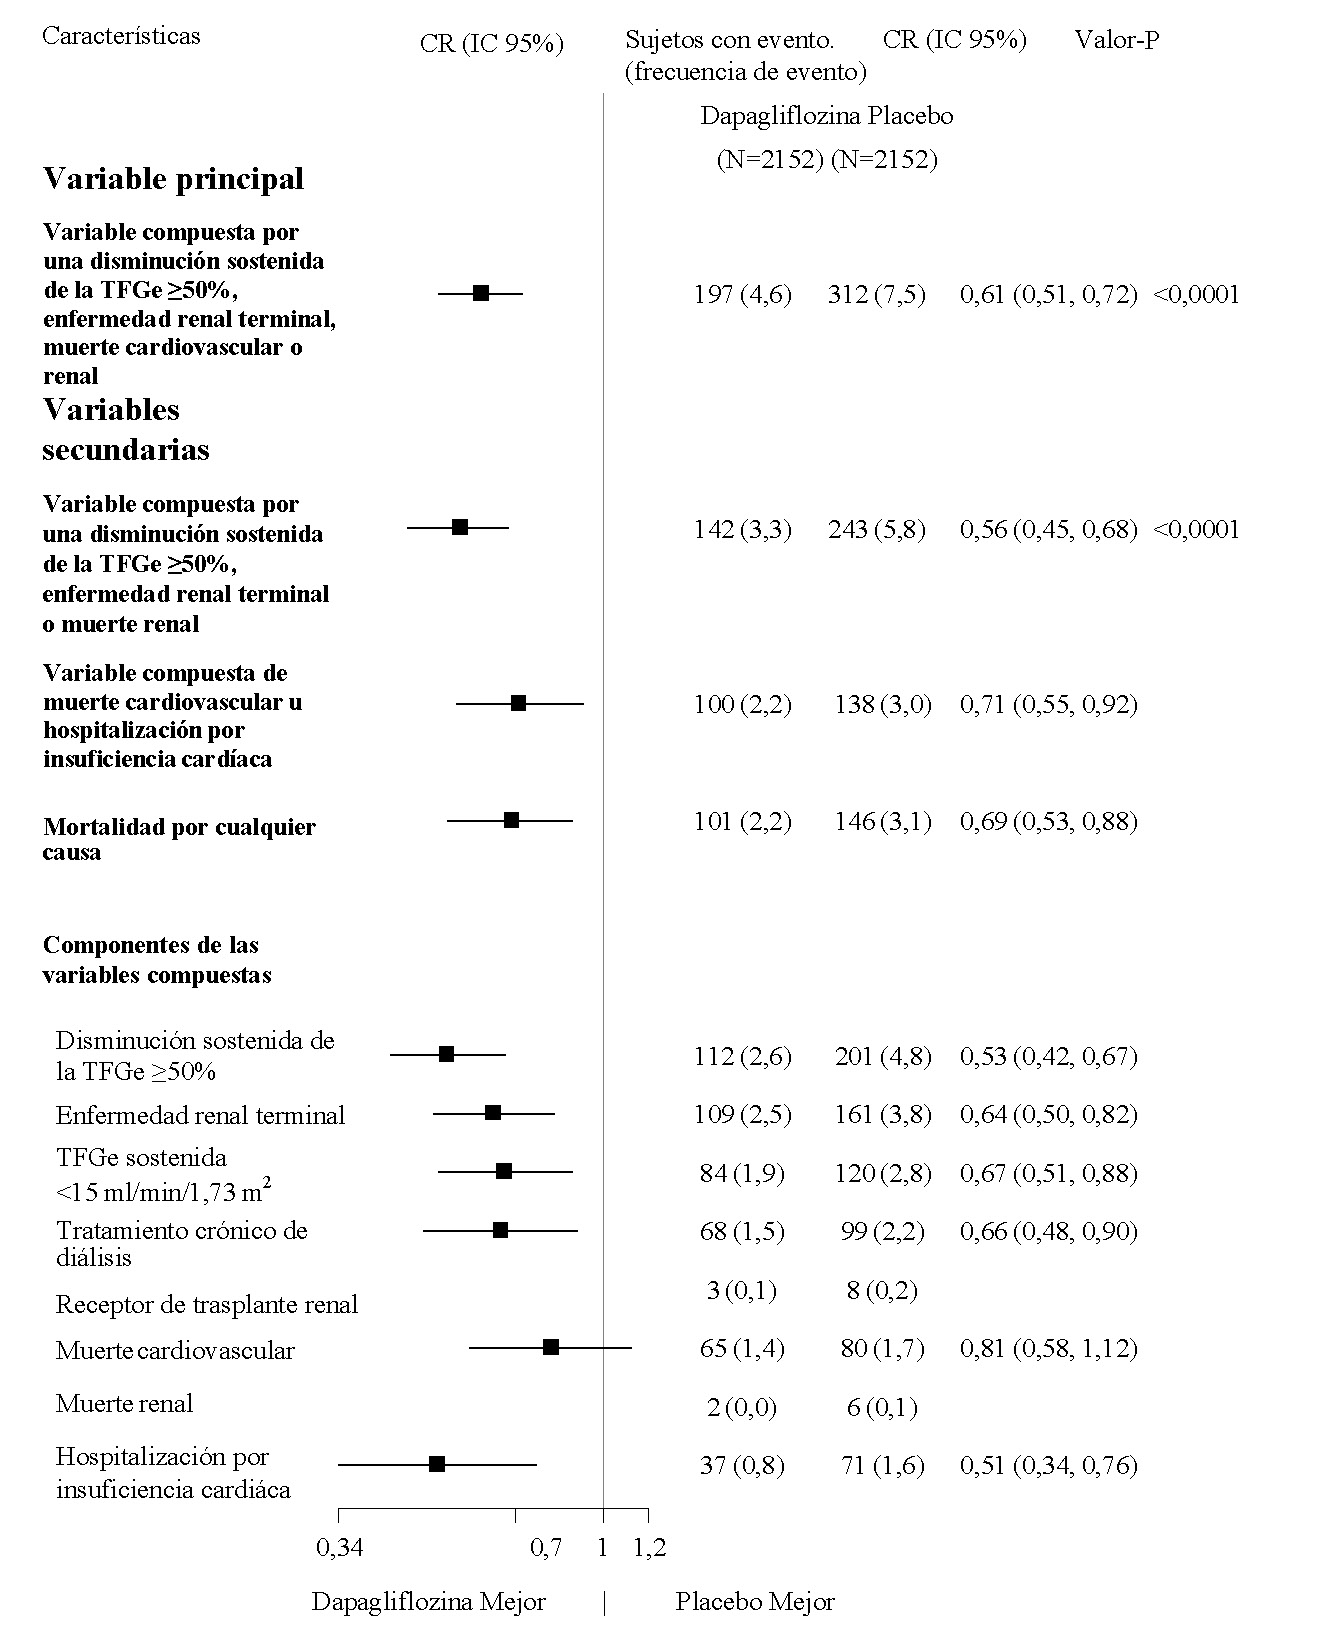 Características CR (IC 95%) Sujetos con evento. CR (IC 95%) Valor-P
(frecuencia de evento)
Dapagliflozina Placebo
(N=2152) (N=2152)
Variable principal
Variable compuesta por
una disminución sostenida
de la TFGe ≥50%,
enfermedad renal terminal,
muerte cardiovascular o
renal
197 (4,6) 312 (7,5) 0,61 (0,51, 0,72) <0,0001
Variables
secundarias
Variable compuesta por
una disminución sostenida
de la TFGe ≥50%,
enfermedad renal terminal
o muerte renal
142 (3,3) 243 (5,8) 0,56 (0,45, 0,68) <0,0001
Variable compuesta de
muerte cardiovascular u
hospitalización por
insuficiencia cardíaca
100 (2,2) 138 (3,0) 0,71 (0,55, 0,92)
Mortalidad por cualquier
causa
101 (2,2) 146 (3,1) 0,69 (0,53, 0,88)
Componentes de las
variables compuestas
Disminución sostenida de
la TFGe ≥50%
112 (2,6) 201 (4,8) 0,53 (0,42, 0,67)
Enfermedad renal terminal 109 (2,5) 161 (3,8) 0,64 (0,50, 0,82)
TFGe sostenida
<15 ml/min/1,73 m²
84 (1,9) 120 (2,8) 0,67 (0,51, 0,88)
Tratamiento crónico de
diálisis
68 (1,5) 99 (2,2) 0,66 (0,48, 0,90)
Receptor de trasplante renal 3 (0,1) 8 (0,2)
Muerte cardiovascular 65 (1,4) 80 (1,7) 0,81 (0,58, 1,12)
Muerte renal 2 (0,0) 6 (0,1)
Hospitalización por
insuficiencia cardiáca
37 (0,8) 71 (1,6) 0,51 (0,34, 0,76)
0,34 0,7 1 1,2
Dapagliflozina Mejor | Placebo Mejor